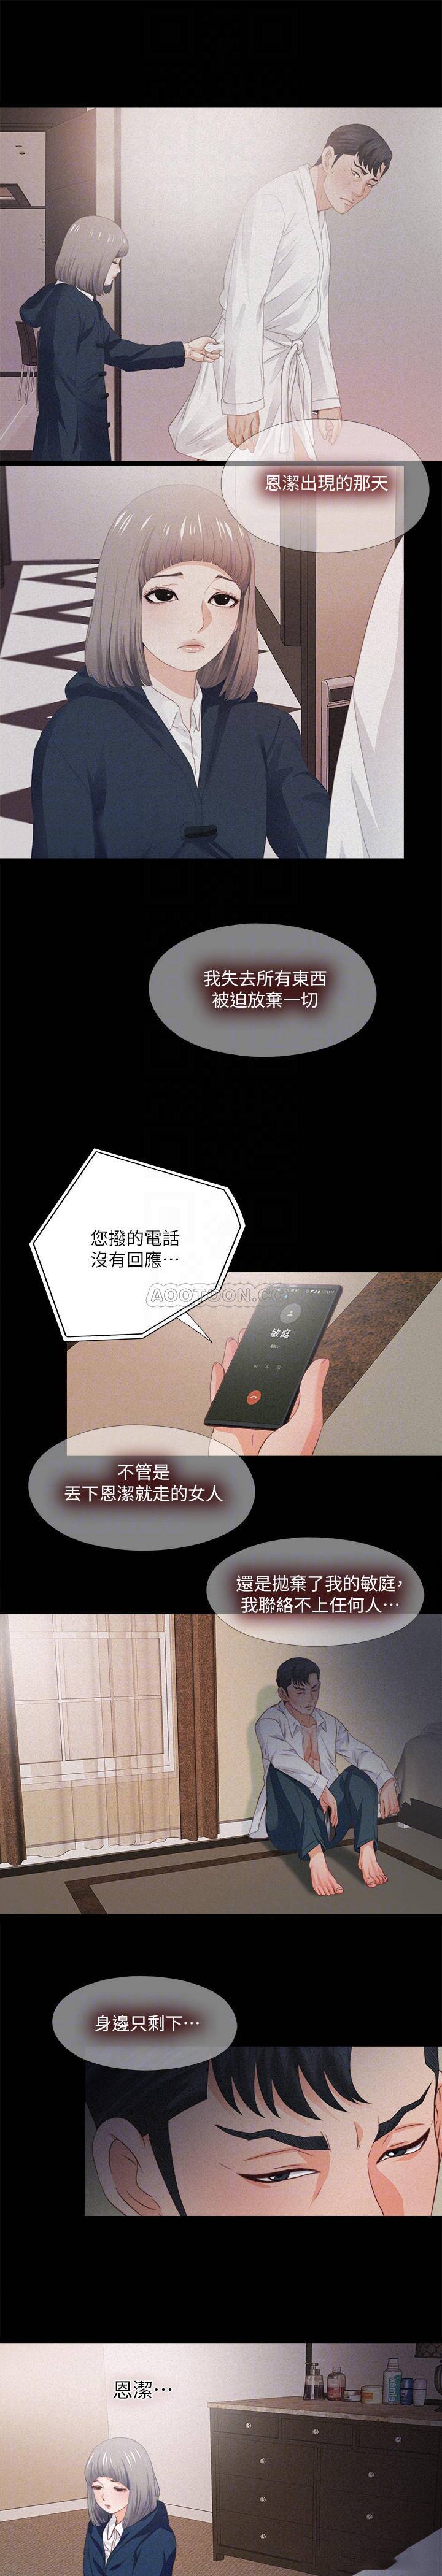 恩潔出現的那天
我失去所有東西
被迫放棄一切
您撥的電話
沒有回應…
AOOTOON.CO
敏庭
不管是
丟下恩潔就走的女人
還是拋棄了我的敏庭，
我聯絡不上任何人…
身邊只剩下…
恩潔…